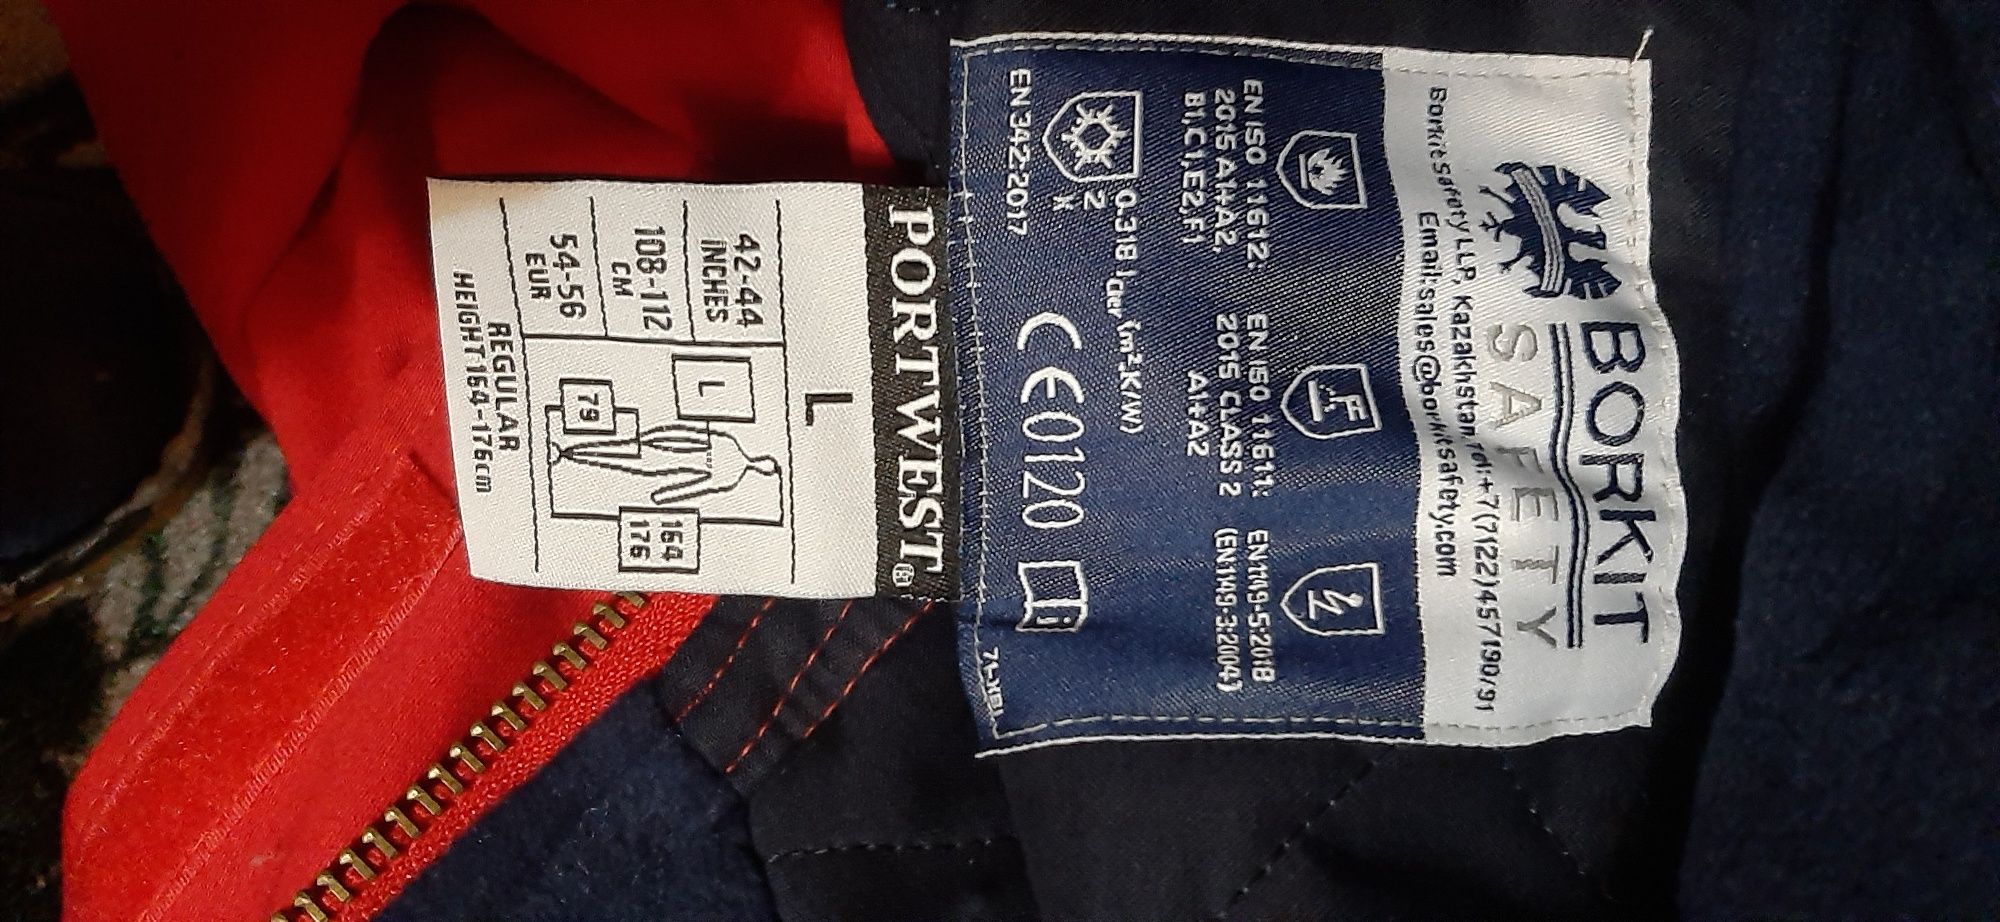 BORKIT
SAFETY
Borkit Safety LLP, Kazakhstan, Tel:+7(7122)457190/91
Email:sales@borkitsafety.com
EN ISO 11612:
2015 A1+A2,
B1,C1,E2,F1
EN ISO 11611:
2015 CLASS 2
A1+A2
EN 1149-5:2018
(EN1149-3:2004)
0.318 Icler (m².K/W)
2
X
EN 342:2017
CE0120
i
PORTWEST
L
42-44
INCHES
108-112
CM
54-56
EUR
L
79
164
176
REGULAR
HEIGHT164-176cm